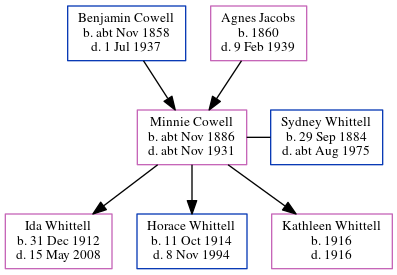 Benjamin Cowell
b. abt Nov 1858
d. 1 Jul 1937
Agnes Jacobs
b. 1860
d. 9 Feb 1939
Minnie Cowell
b. abt Nov 1886
d. abt Nov 1931
Sydney Whittell
b. 29 Sep 1884
d. abt Aug 1975
Ida Whittell
b. 31 Dec 1912
d. 15 May 2008
Horace Whittell
b. 11 Oct 1914
d. 8 Nov 1994
Kathleen Whittell
b. 1916
d. 1916